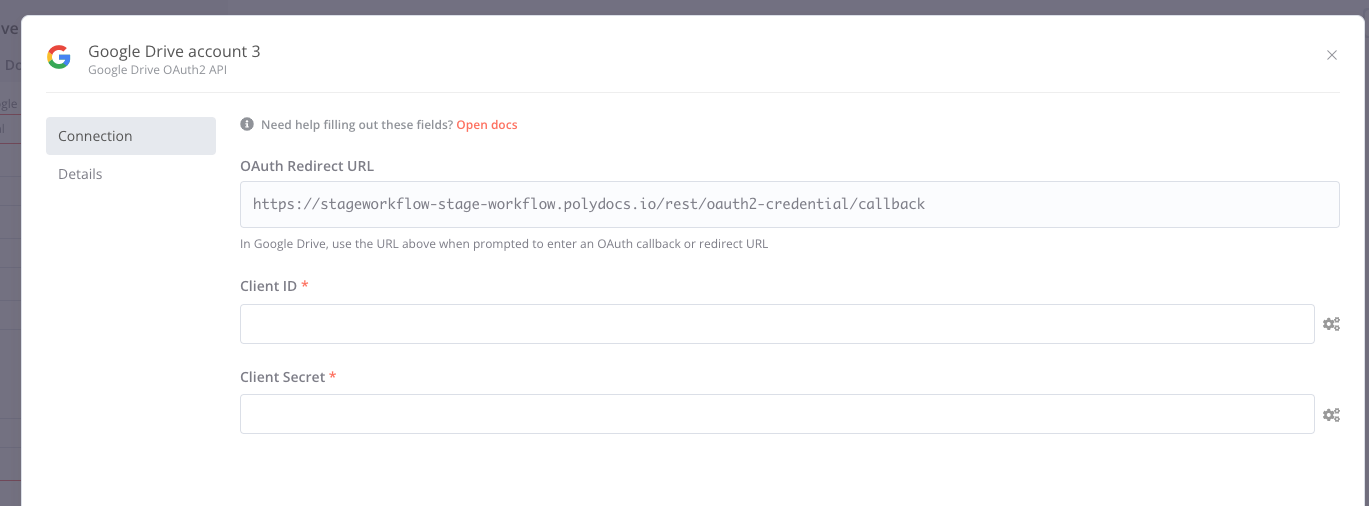 Google Drive account 3
Google Drive OAuth2 API
Connection
Details
Need help filling out these fields? Open docs
OAuth Redirect URL
https://stageworkflow-stage-workflow.polydocs.io/rest/oauth2-credential/callback
In Google Drive, use the URL above when prompted to enter an OAuth callback or redirect URL
Client ID *
Client Secret *